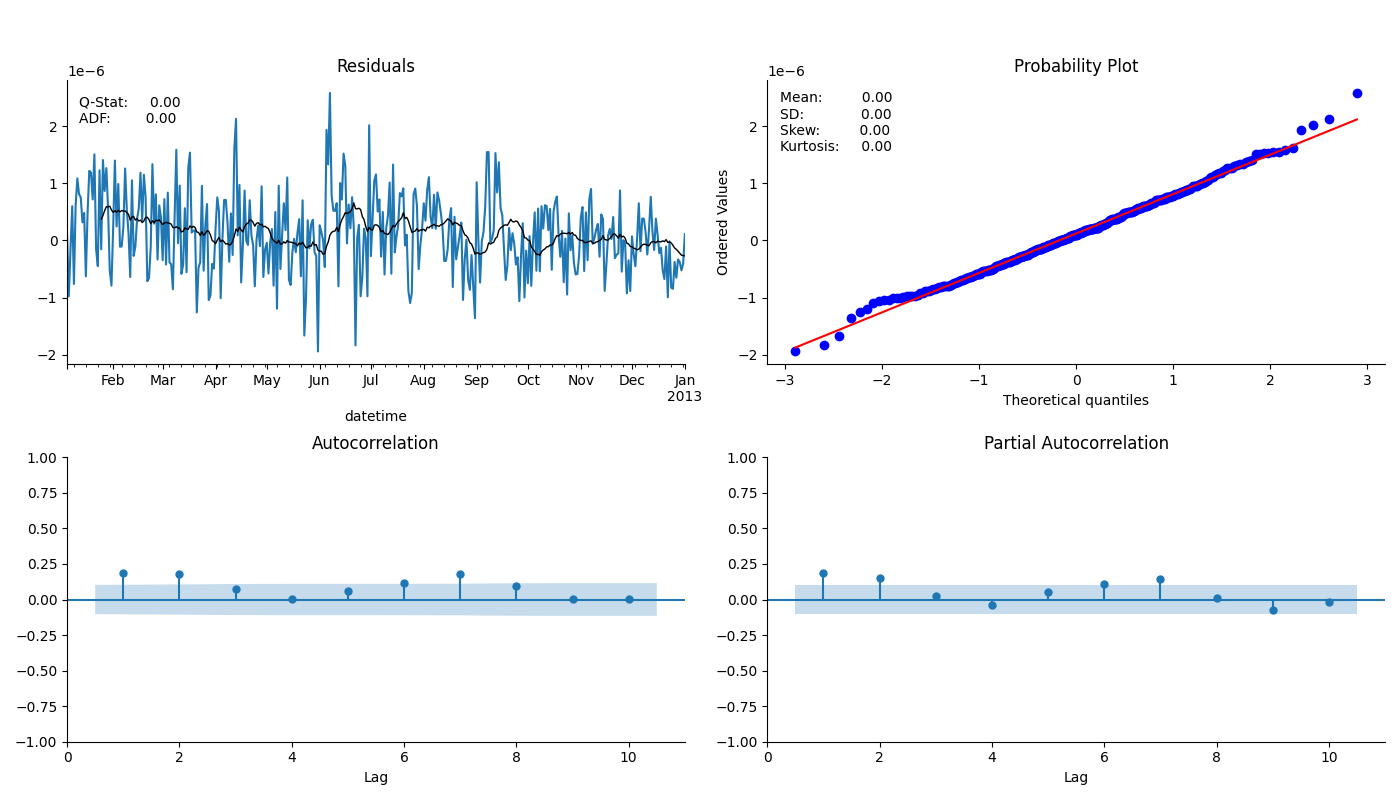 Residuals
1e−6
Q-Stat: 0.00
ADF: 0.00
2
1
0
−1
−2
Feb Mar Apr May Jun Jul Aug Sep Oct Nov Dec Jan
2013
datetime
Probability Plot
1e−6
Mean: 0.00
SD: 0.00
Skew: 0.00
Kurtosis: 0.00
Ordered Values
2
1
0
−1
−2
−3 −2 −1 0 1 2 3
Theoretical quantiles
Autocorrelation
1.00
0.75
0.50
0.25
0.00
−0.25
−0.50
−0.75
−1.00
0 2 4 6 8 10
Lag
Partial Autocorrelation
1.00
0.75
0.50
0.25
0.00
−0.25
−0.50
−0.75
−1.00
0 2 4 6 8 10
Lag